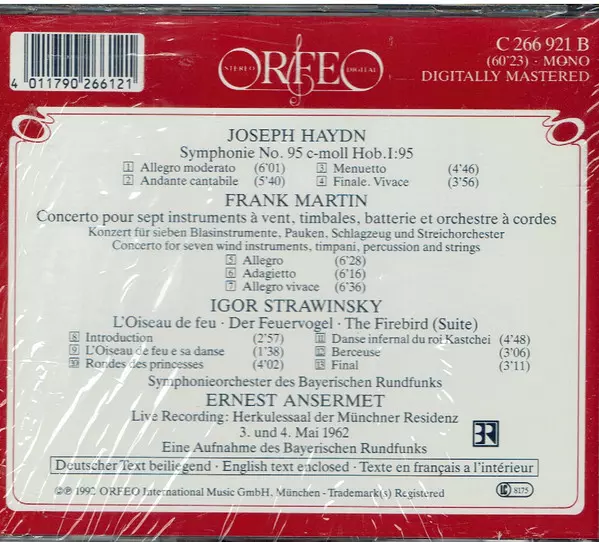 C 266 921 B
STEREO ORFEO DIGITAL
(60'23) · MONO
DIGITALLY MASTERED
4 011790 266121
JOSEPH HAYDN
Symphonie No. 95 c-moll Hob. I:95
1 Allegro moderato (6'01) 3 Menuetto (4'46)
2 Andante cantabile (5'40) 4 Finale. Vivace (3'56)
FRANK MARTIN
Concerto pour sept instruments à vent, timbales, batterie et orchestre à cordes
Konzert für sieben Blasinstrumente, Pauken, Schlagzeug und Streichorchester
Concerto for seven wind instruments, timpani, percussion and strings
5 Allegro (6'28)
6 Adagietto (6'16)
7 Allegro vivace (6'36)
IGOR STRAWINSKY
L'Oiseau de feu · Der Feuervogel · The Firebird (Suite)
8 Introduction (2'57) 11 Danse infernal du roi Kastchei (4'48)
9 L'Oiseau de feu e sa danse (1'38) 12 Berceuse (3'06)
10 Rondes des princesses (4'02) 13 Final (3'11)
Symphonieorchester des Bayerischen Rundfunks
ERNEST ANSERMET
Live Recording: Herkulessaal der Münchner Residenz
3. und 4. Mai 1962
Eine Aufnahme des Bayerischen Rundfunks
BR
Deutscher Text beiliegend · English text enclosed · Texte en français a l'intérieur
©℗ 1992 ORFEO International Music GmbH, München · Trademark(s) Registered
LC 8175